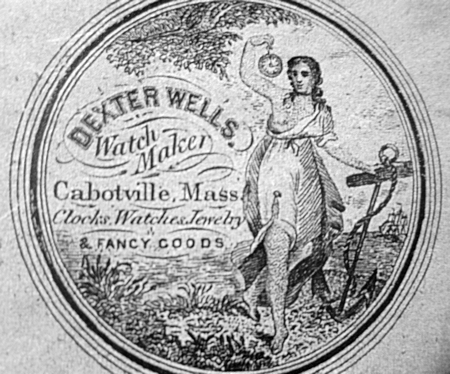 DEXTER WELLS,
Watch
Maker
Cabotville, Mass.
Clocks, Watches, Jewelry
& FANCY GOODS